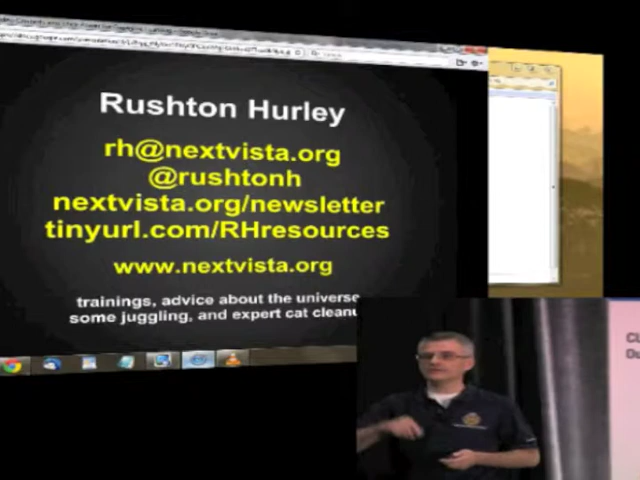 Rushton Hurley
rh@nextvista.org
@rushtonh
nextvista.org/newsletter
tinyurl.com/RHresources
www.nextvista.org
trainings, advice about the universe
some juggling, and expert cat